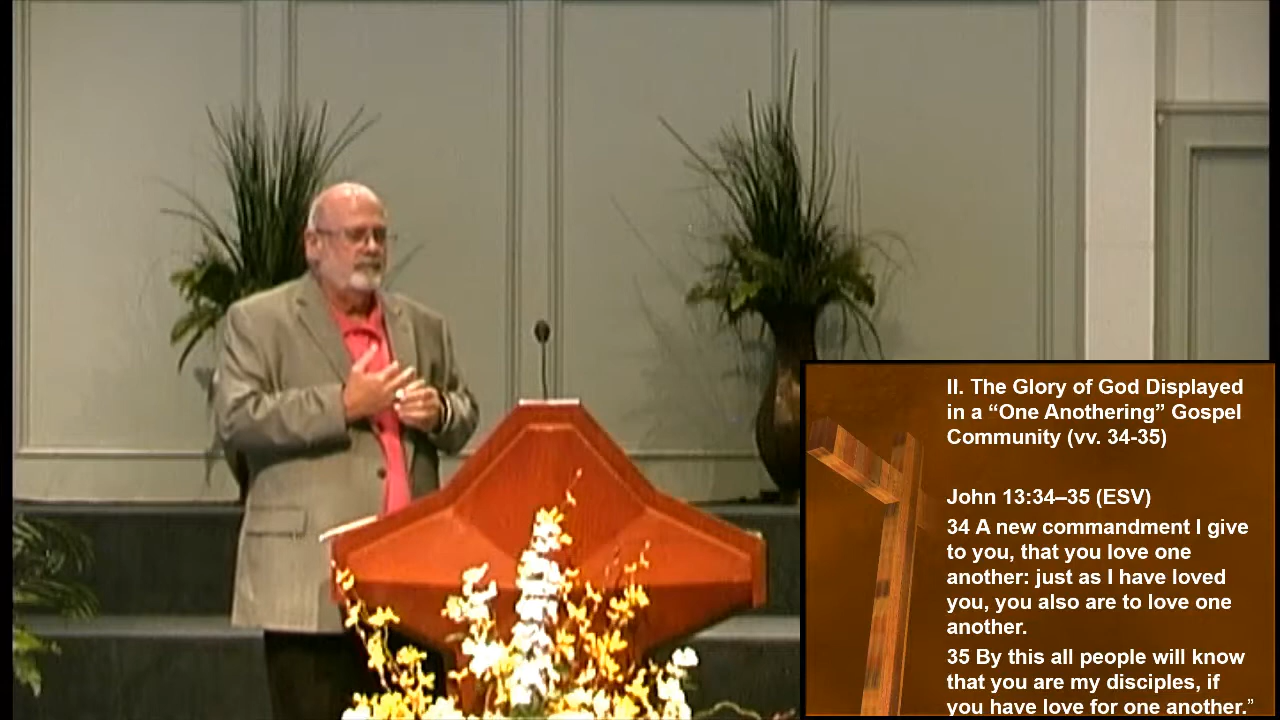 II. The Glory of God Displayed
in a “One Anothering” Gospel
Community (vv. 34-35)
John 13:34–35 (ESV)
34 A new commandment I give
to you, that you love one
another: just as I have loved
you, you also are to love one
another.
35 By this all people will know
that you are my disciples, if
you have love for one another.”